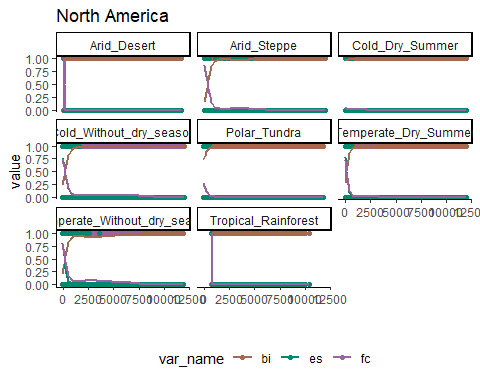 North America
Arid_Desert
Arid_Steppe
Cold_Dry_Summer
1.00
0.75
0.50
0.25
0.00
Cold_Without_dry_seaso
Polar_Tundra
Temperate_Dry_Summe
1.00
0.75
0.50
0.25
0.00
0 2500 5000 7500 10000 12500
perate_Without_dry_sea
Tropical_Rainforest
1.00
0.75
0.50
0.25
0.00
0 2500 5000 7500 10000 12500
0 2500 5000 7500 10000 12500
value
var_name bi es fc